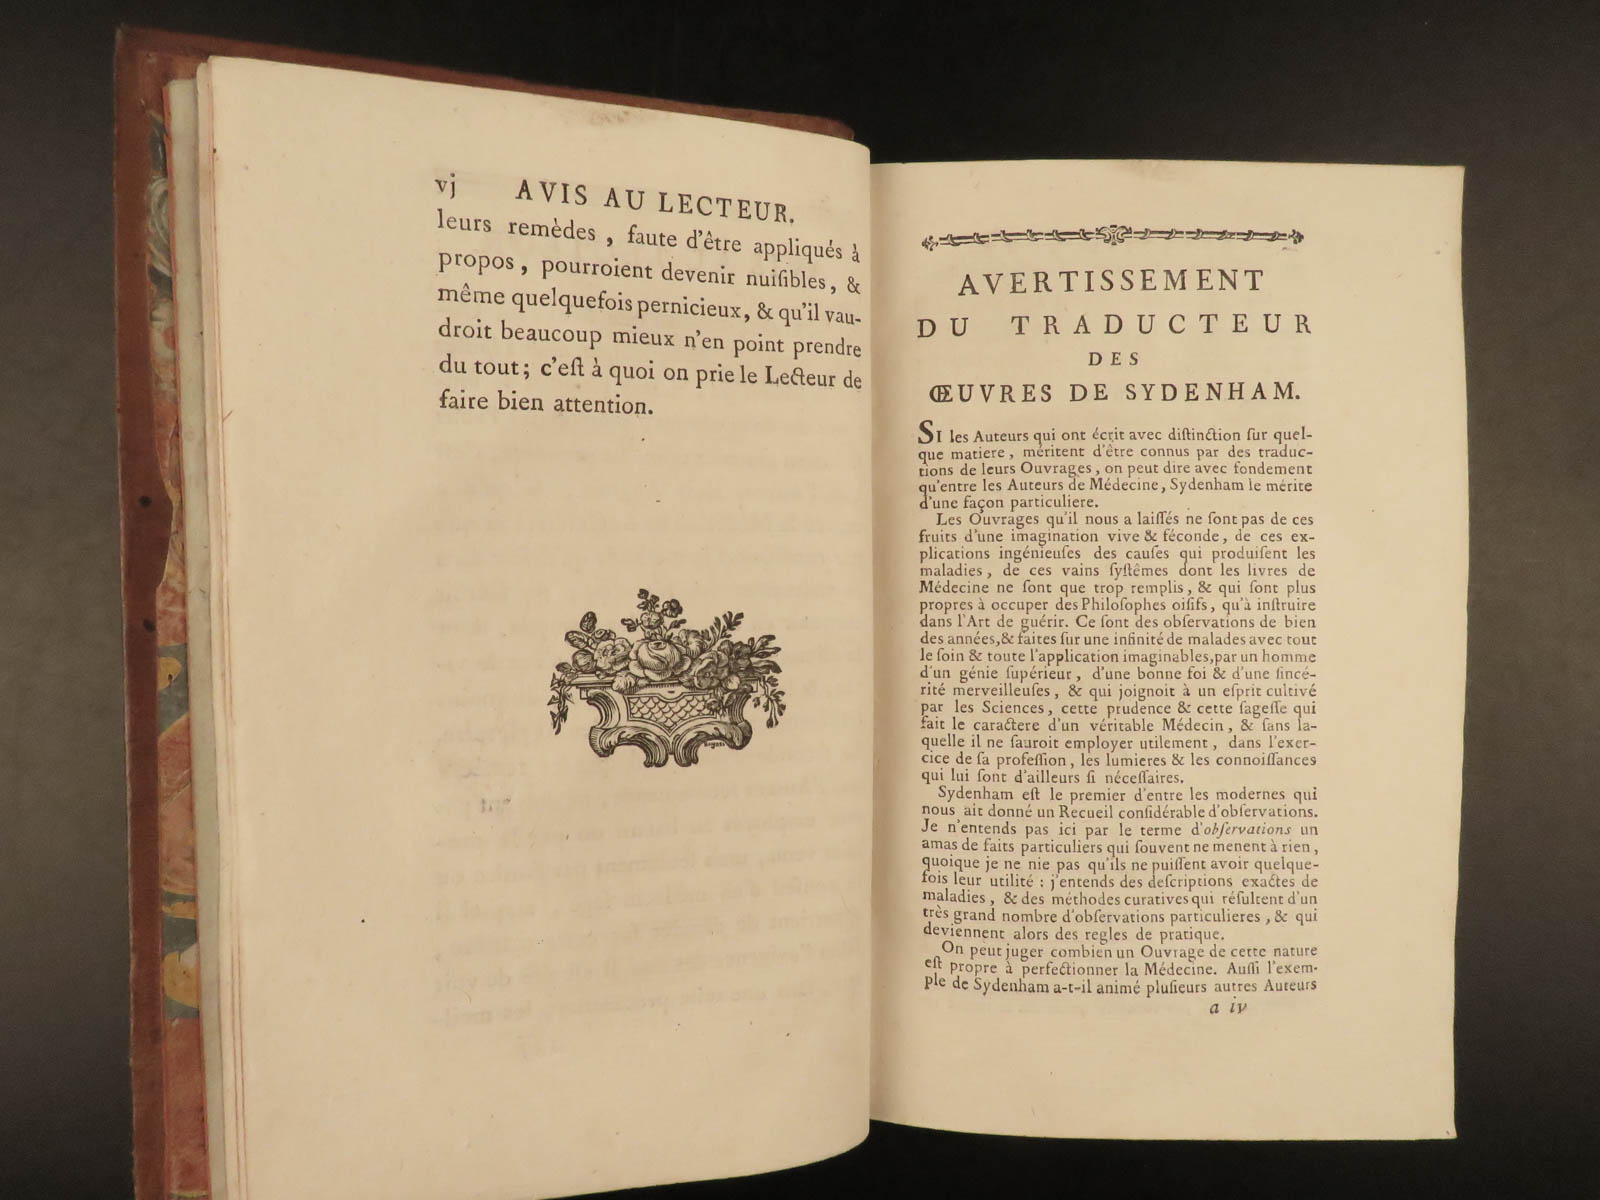 vj AVIS AU LECTEUR.
leurs remèdes, faute d'être appliqués à
propos, pourroient devenir nuiſibles, &
même quelquefois pernicieux, & qu'il vau-
droit beaucoup mieux n'en point prendre
du tout; c'eſt à quoi on prie le Lecteur de
faire bien attention.
AVERTISSEMENT
DU TRADUCTEUR
DES
ŒUVRES DE SYDENHAM.
SI les Auteurs qui ont écrit avec diſtinction ſur quel-
que matiere, méritent d'être connus par des traduc-
tions de leurs Ouvrages, on peut dire avec fondement
qu'entre les Auteurs de Médecine, Sydenham le mérite
d'une façon particuliere.
Les Ouvrages qu'il nous a laiſſés ne ſont pas de ces
fruits d'une imagination vive & féconde, de ces ex-
plications ingénieuſes des cauſes qui produiſent les
maladies, de ces vains ſyſtêmes dont les livres de
Médecine ne ſont que trop remplis, & qui ſont plus
propres à occuper des Philoſophes oiſifs, qu'à inſtruire
dans l'Art de guérir. Ce ſont des obſervations de bien
des années, & faites ſur une infinité de malades avec tout
le ſoin & toute l'application imaginables, par un homme
d'un génie ſupérieur, d'une bonne foi & d'une ſincé-
rité merveilleuſes, & qui joignoit à un eſprit cultivé
par les Sciences, cette prudence & cette ſageſſe qui
fait le caractere d'un véritable Médecin, & ſans la-
quelle il ne ſauroit employer utilement, dans l'exer-
cice de ſa profeſſion, les lumieres & les connoiſſances
qui lui ſont d'ailleurs ſi néceſſaires.
Sydenham eſt le premier d'entre les modernes qui
nous ait donné un Recueil conſidérable d'obſervations.
Je n'entends pas ici par le terme d'obſervations un
amas de faits particuliers qui ſouvent ne menent à rien,
quoique je ne nie pas qu'ils ne puiſſent avoir quelque-
fois leur utilité : j'entends des deſcriptions exactes de
maladies, & des méthodes curatives qui réſultent d'un
très grand nombre d'obſervations particulieres, & qui
deviennent alors des regles de pratique.
On peut juger combien un Ouvrage de cette nature
eſt propre à perfectionner la Médecine. Auſſi l'exem-
ple de Sydenham a-t-il animé pluſieurs autres Auteurs
a iv